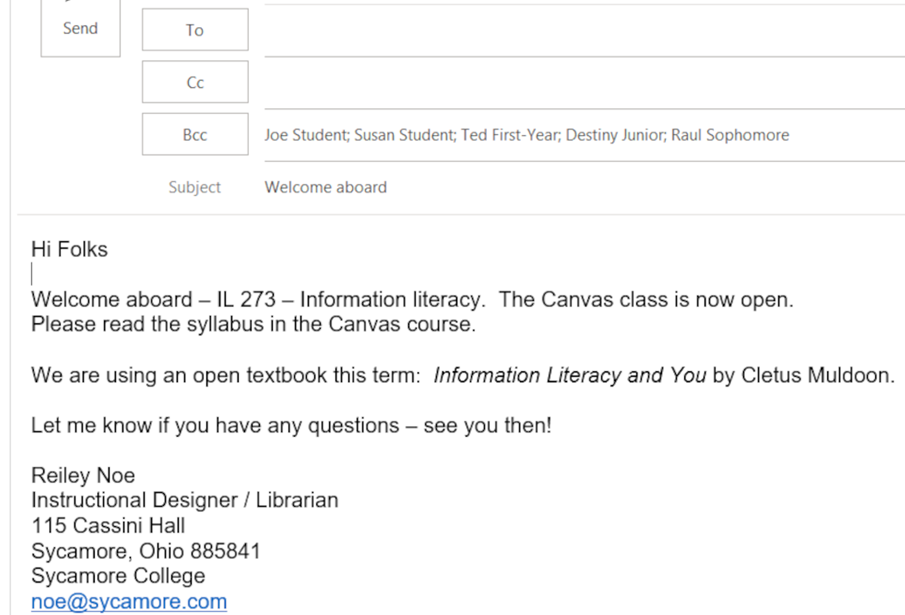 Send
To
Cc
Bcc Joe Student; Susan Student; Ted First-Year; Destiny Junior; Raul Sophomore
Subject Welcome aboard
Hi Folks
Welcome aboard – IL 273 – Information literacy.  The Canvas class is now open.
Please read the syllabus in the Canvas course.
We are using an open textbook this term:  Information Literacy and You by Cletus Muldoon.
Let me know if you have any questions – see you then!
Reiley Noe
Instructional Designer / Librarian
115 Cassini Hall
Sycamore, Ohio 885841
Sycamore College
noe@sycamore.com